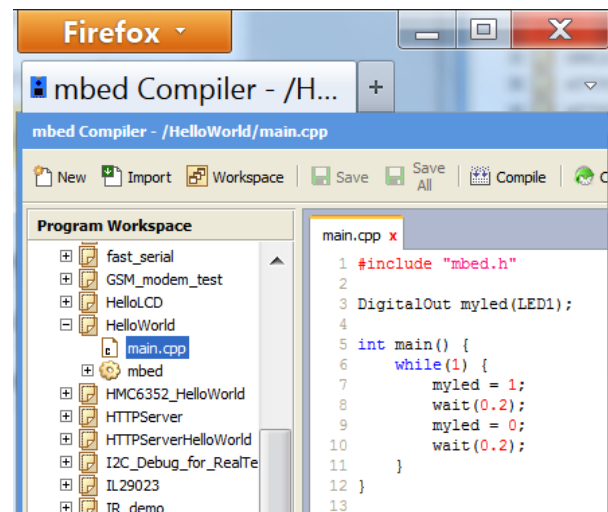 Firefox
mbed Compiler - /H...
mbed Compiler - /HelloWorld/main.cpp
New Import Workspace Save Save All Compile C
Program Workspace
fast_serial
GSM_modem_test
HelloLCD
HelloWorld
main.cpp
mbed
HMC6352_HelloWorld
HTTPServer
HTTPServerHelloWorld
I2C_Debug_for_RealTe
IL29023
IR_demo
main.cpp x
1 #include "mbed.h"
2
3 DigitalOut myled(LED1);
4
5 int main() {
6     while(1) {
7         myled = 1;
8         wait(0.2);
9         myled = 0;
10         wait(0.2);
11     }
12 }
13